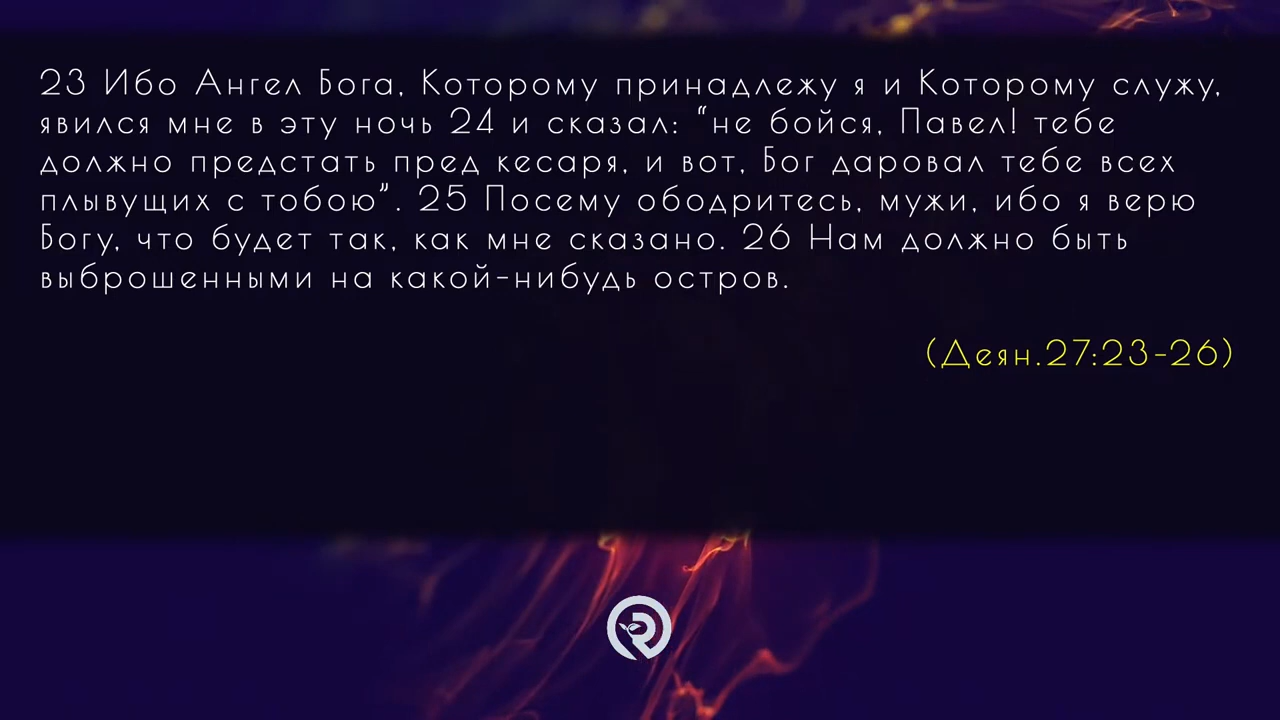 23 Ибо Ангел Бога, Которому принадлежу я и Которому служу,
явился мне в эту ночь 24 и сказал: “не бойся, Павел! тебе
должно предстать пред кесаря, и вот, Бог даровал тебе всех
плывущих с тобою”. 25 Посему ободритесь, мужи, ибо я верю
Богу, что будет так, как мне сказано. 26 Нам должно быть
выброшенными на какой-нибудь остров.
(Деян.27:23-26)